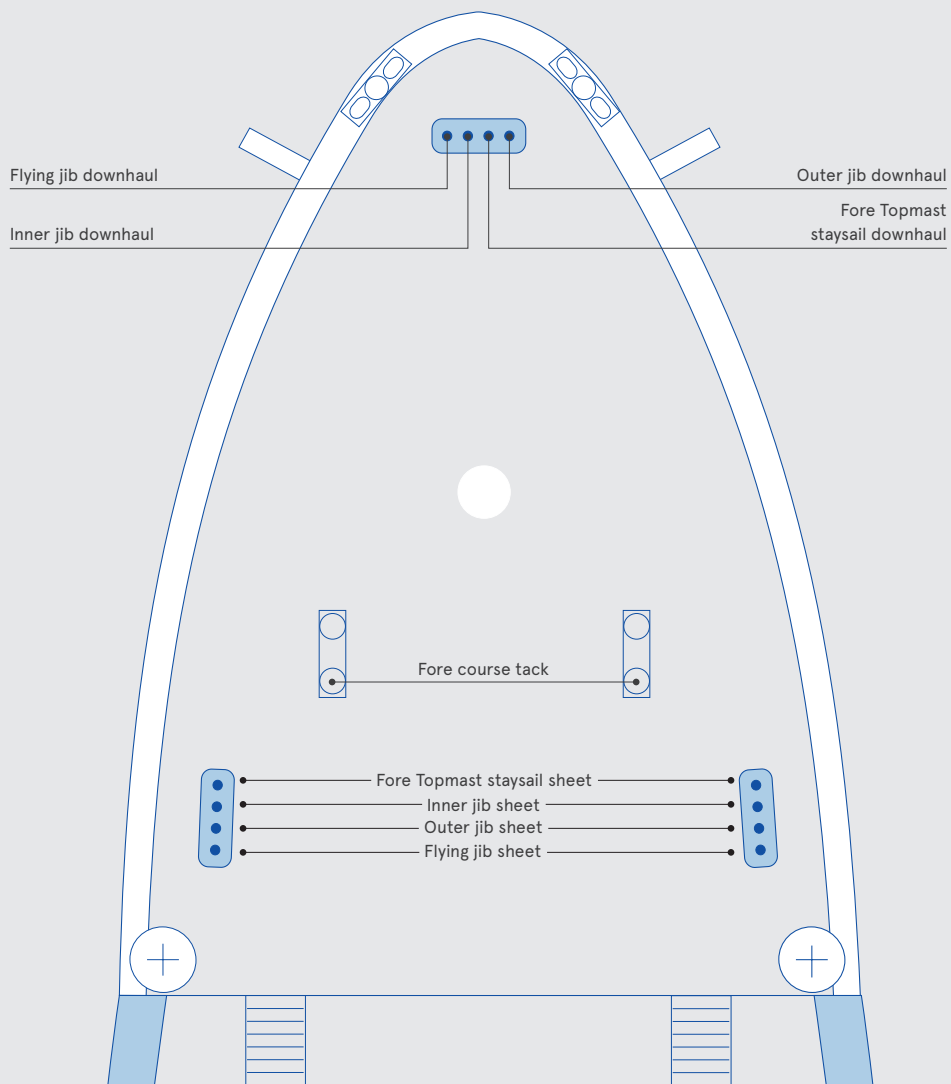 Flying jib downhaul
Outer jib downhaul
Fore Topmast
staysail downhaul
Inner jib downhaul
Fore course tack
Fore Topmast staysail sheet
Inner jib sheet
Outer jib sheet
Flying jib sheet